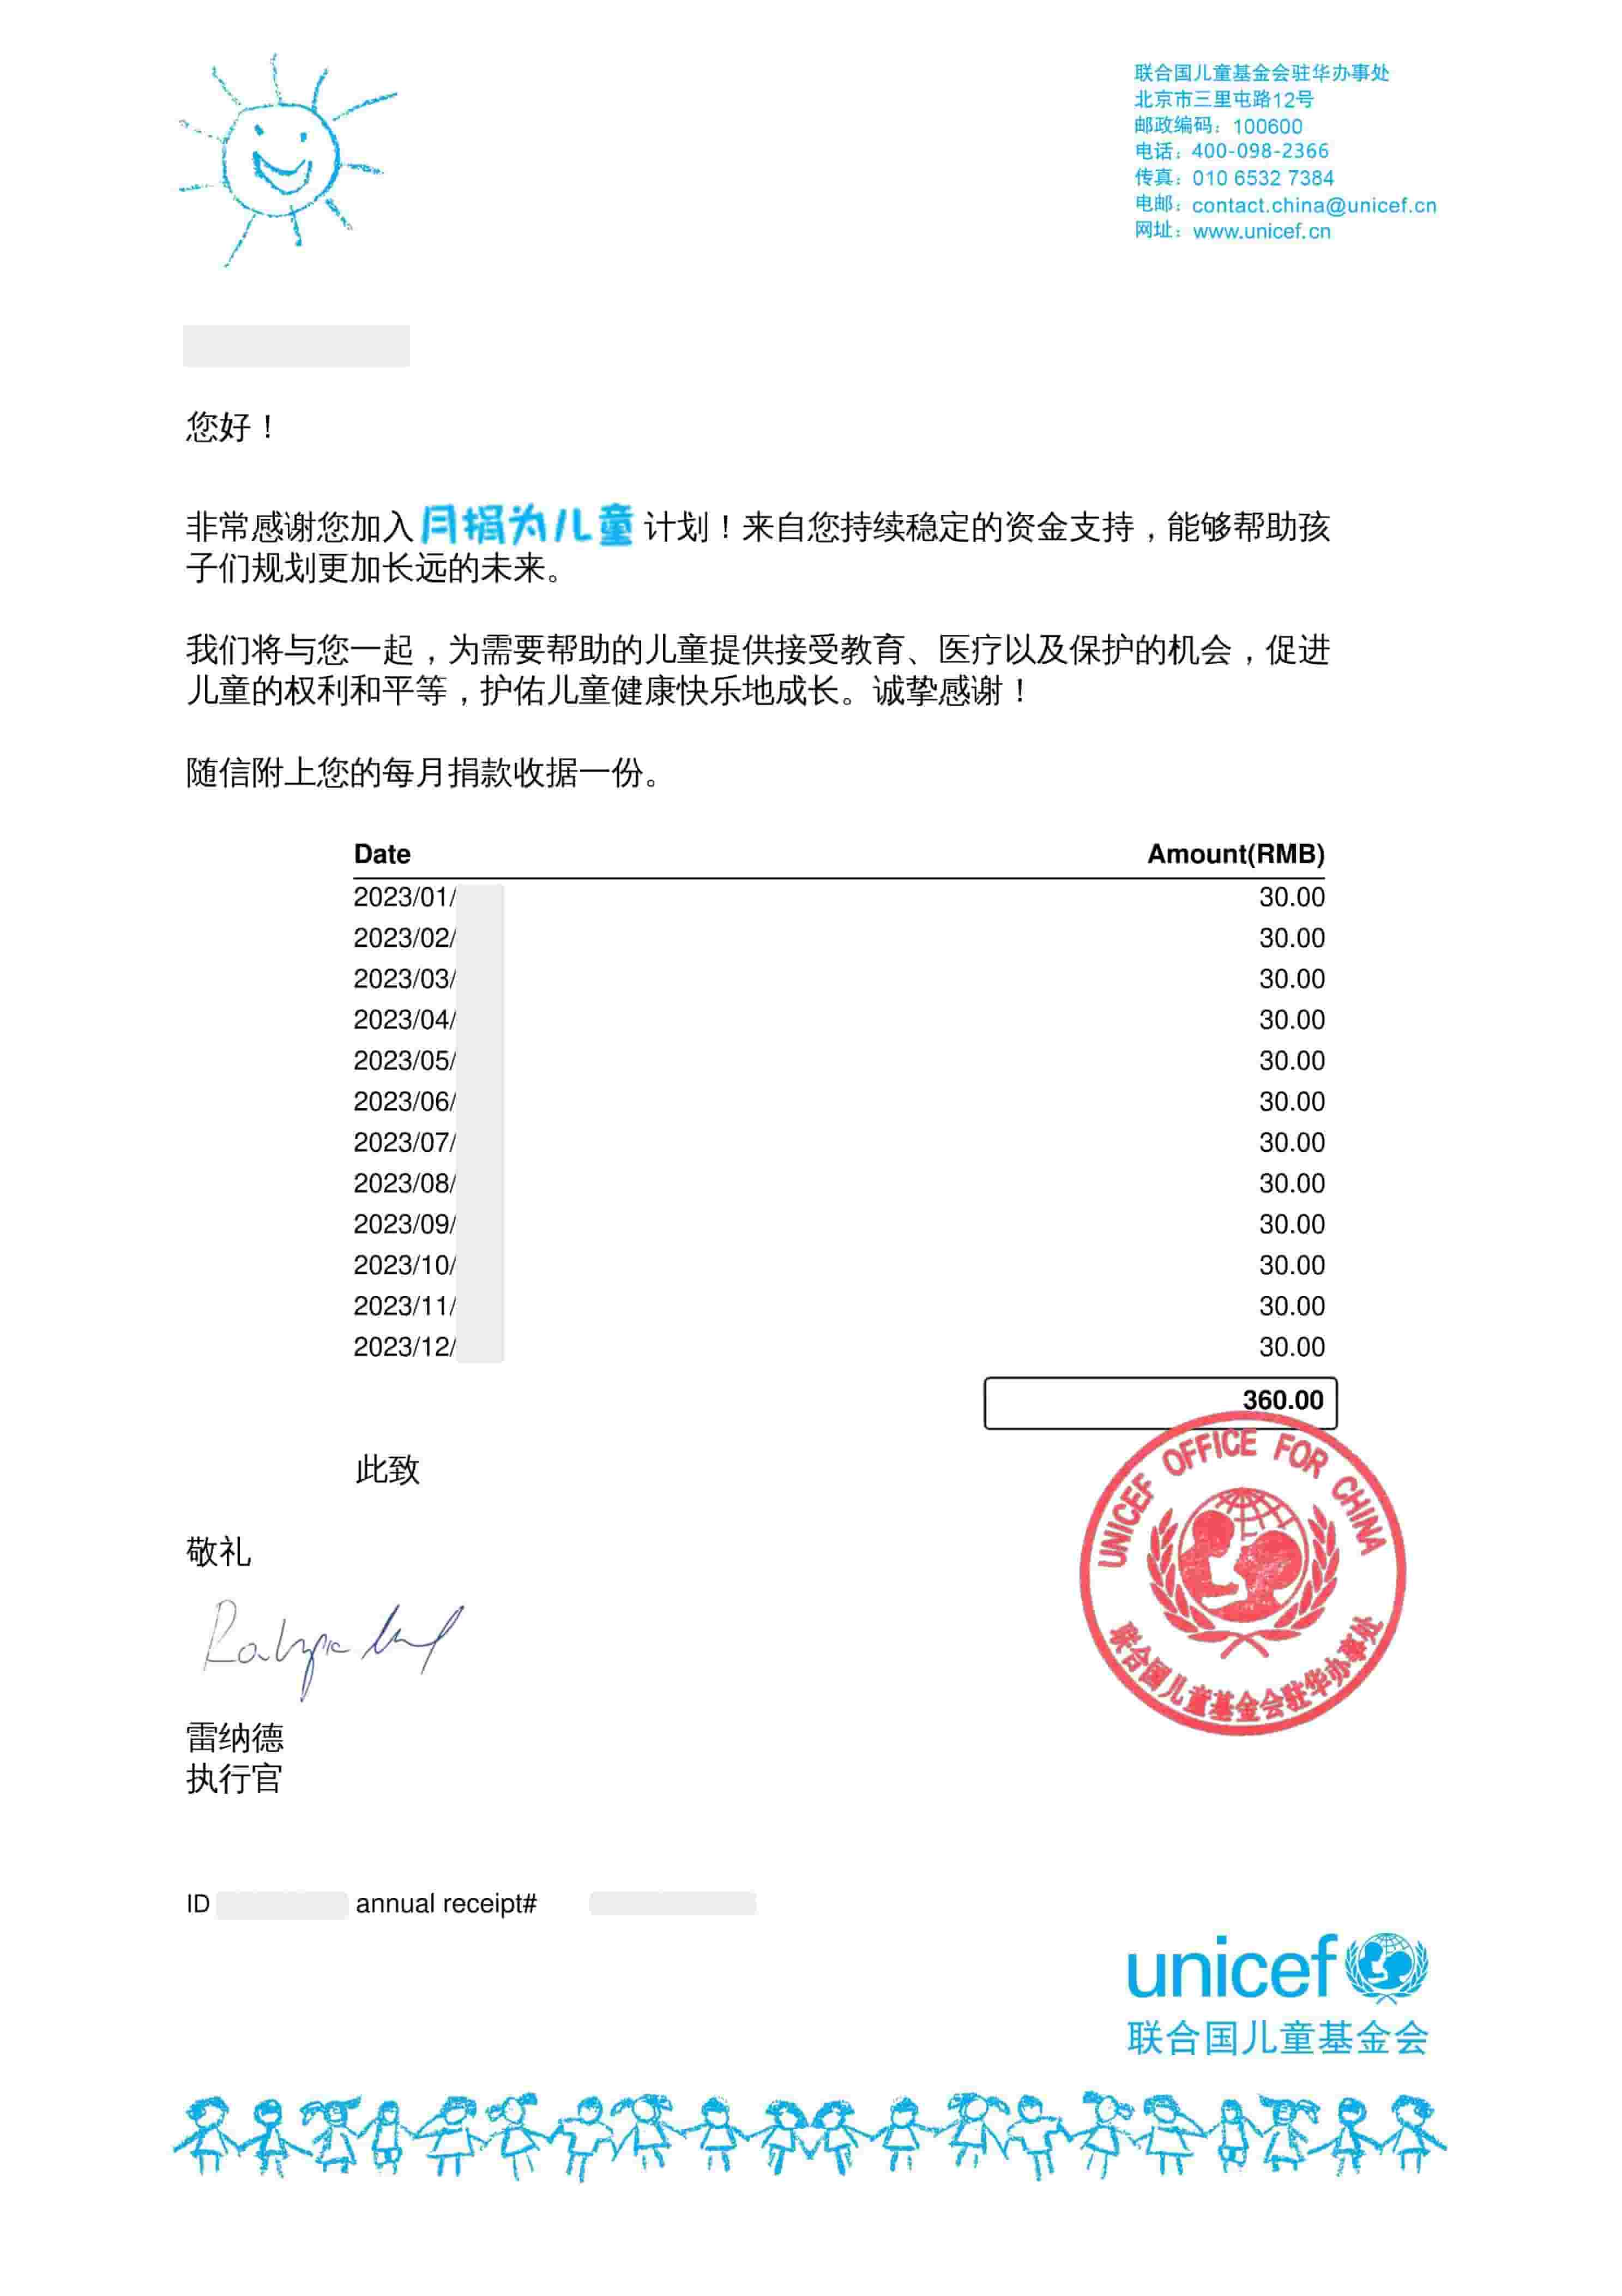 联合国儿童基金会驻华办事处
北京市三里屯路12号
邮政编码：100600
电话：400-098-2366
传真：010 6532 7384
电邮：contact.china@unicef.cn
网址：www.unicef.cn
您好！
非常感谢您加入月捐为儿童 计划！来自您持续稳定的资金支持，能够帮助孩
子们规划更加长远的未来。
我们将与您一起，为需要帮助的儿童提供接受教育、医疗以及保护的机会，促进
儿童的权利和平等，护佑儿童健康快乐地成长。诚挚感谢！
随信附上您的每月捐款收据一份。
Date Amount(RMB)
2023/01/ 30.00
2023/02/ 30.00
2023/03/ 30.00
2023/04/ 30.00
2023/05/ 30.00
2023/06/ 30.00
2023/07/ 30.00
2023/08/ 30.00
2023/09/ 30.00
2023/10/ 30.00
2023/11/ 30.00
2023/12/ 30.00
360.00
此致
UNICEF OFFICE FOR CHINA
联合国儿童基金会驻华办事处
敬礼
雷纳德
执行官
ID annual receipt#
unicef
联合国儿童基金会